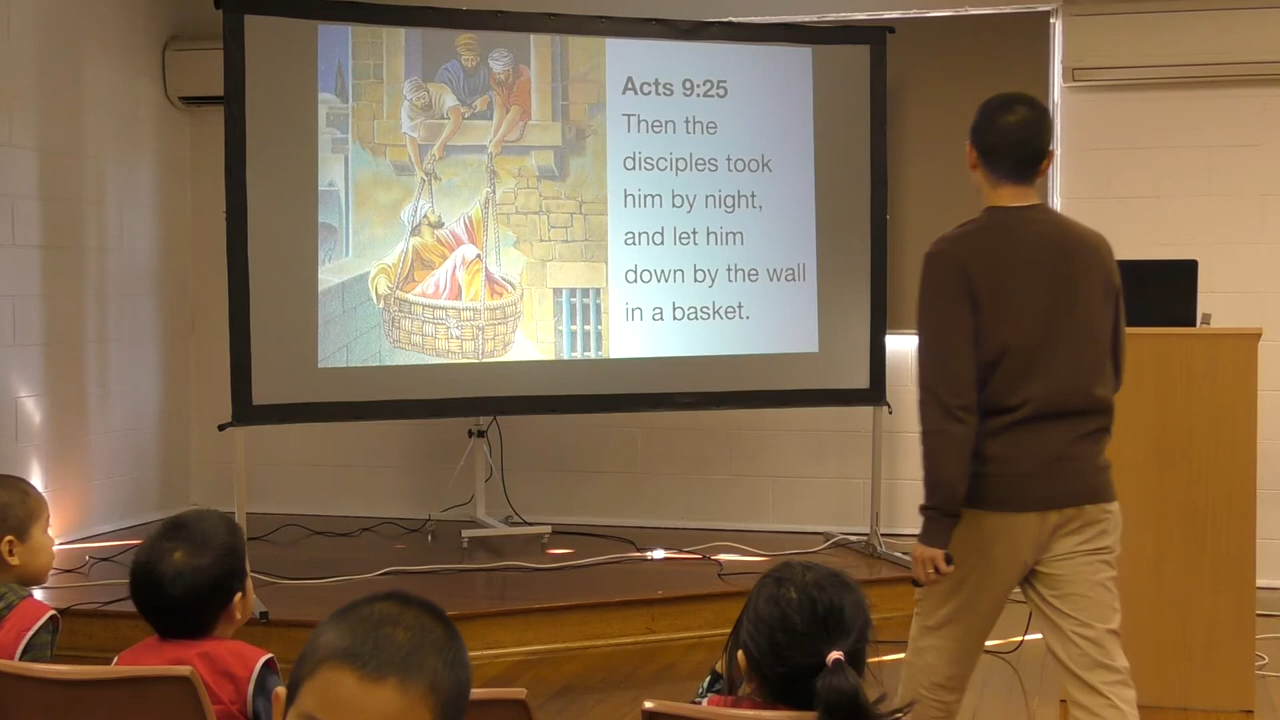 Acts 9:25
Then the
disciples took
him by night,
and let him
down by the wall
in a basket.